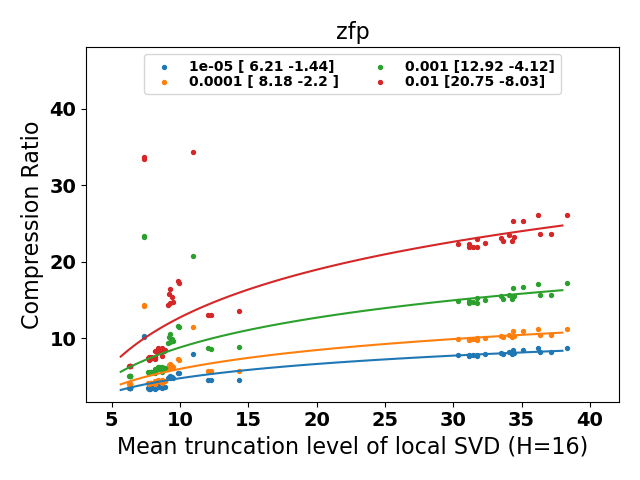 zfp
1e-05 [ 6.21 -1.44]
0.0001 [ 8.18 -2.2 ]
0.001 [12.92 -4.12]
0.01 [20.75 -8.03]
Compression Ratio
40
30
20
10
5 10 15 20 25 30 35 40
Mean truncation level of local SVD (H=16)